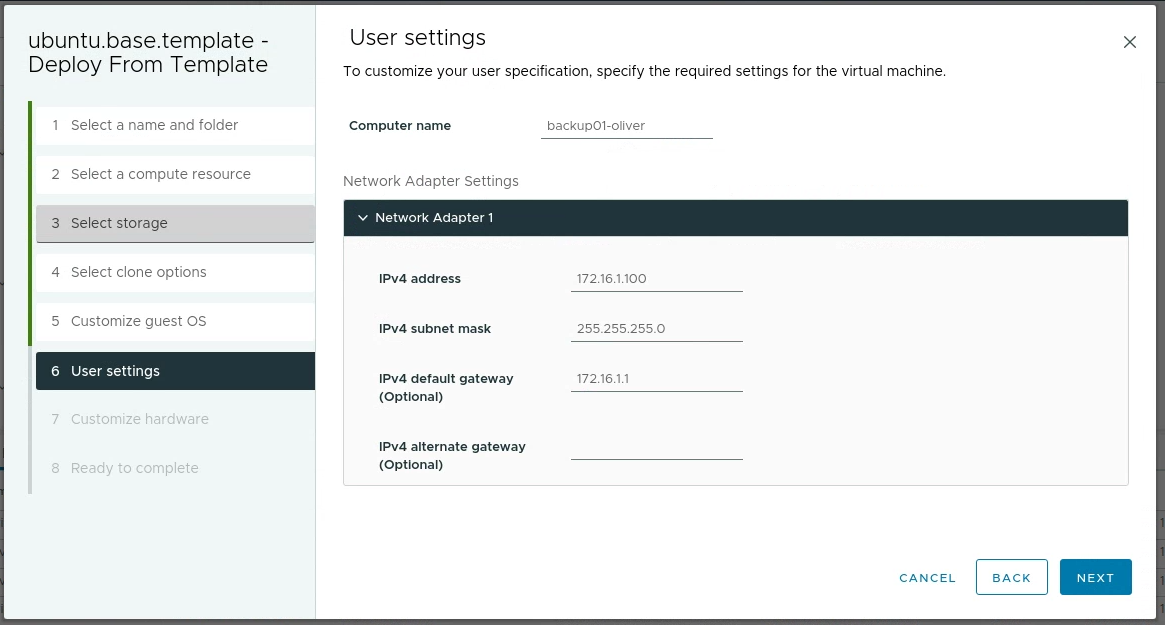 ubuntu.base.template -
Deploy From Template
1 Select a name and folder
2 Select a compute resource
3 Select storage
4 Select clone options
5 Customize guest OS
6 User settings
7 Customize hardware
8 Ready to complete
User settings
To customize your user specification, specify the required settings for the virtual machine.
Computer name backup01-oliver
Network Adapter Settings
Network Adapter 1
IPv4 address 172.16.1.100
IPv4 subnet mask 255.255.255.0
IPv4 default gateway 172.16.1.1
(Optional)
IPv4 alternate gateway
(Optional)
CANCEL BACK NEXT